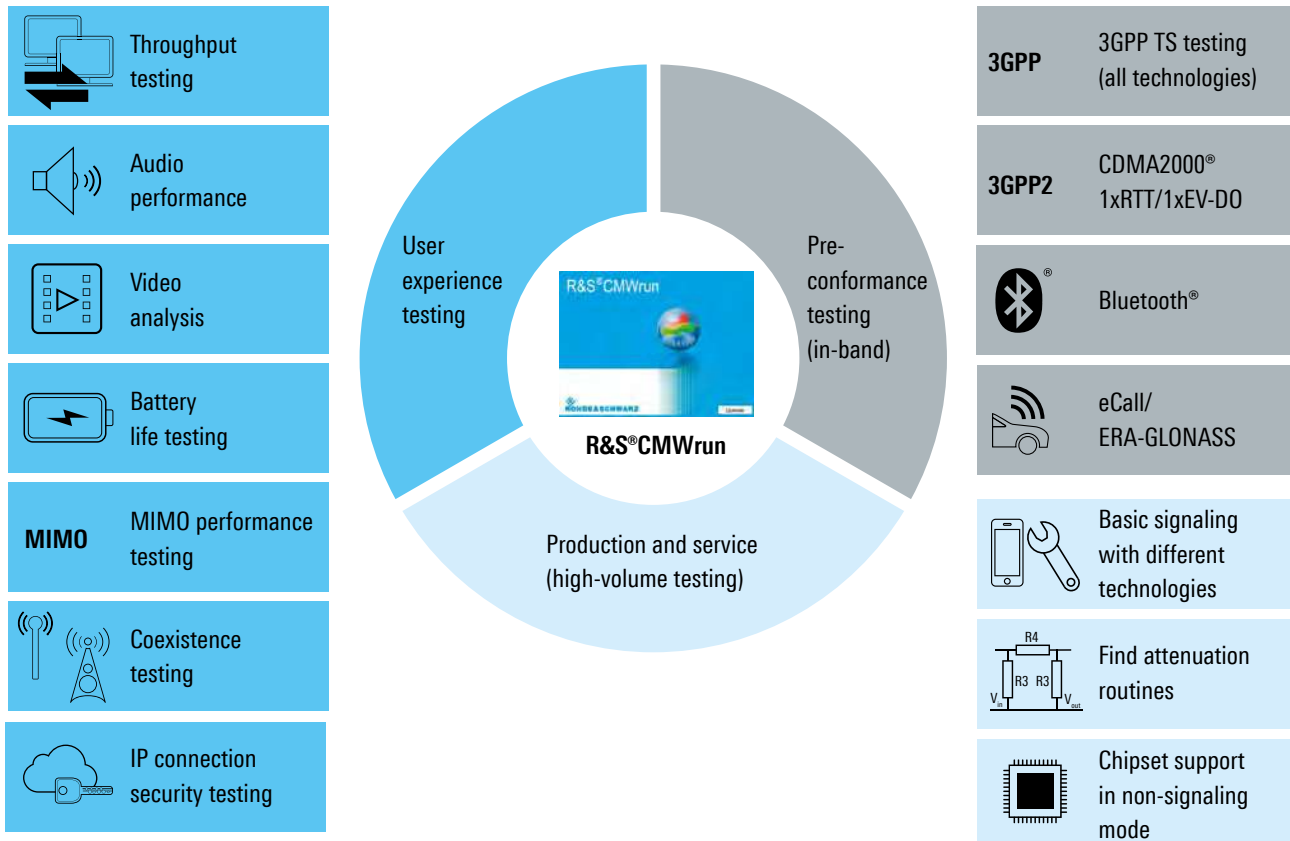 Throughput
testing
Audio
performance
Video
analysis
Battery
life testing
MIMO
MIMO performance
testing
Coexistence
testing
IP connection
security testing
User
experience
testing
Pre-
conformance
testing
(in-band)
R&S®CMWrun
ROHDE&SCHWARZ
R&S®CMWrun
Production and service
(high-volume testing)
3GPP
3GPP TS testing
(all technologies)
3GPP2
CDMA2000®
1xRTT/1xEV-DO
®
Bluetooth®
eCall/
ERA-GLONASS
Basic signaling
with different
technologies
R4
R3 R3
Vin
Vout
Find attenuation
routines
Chipset support
in non-signaling
mode